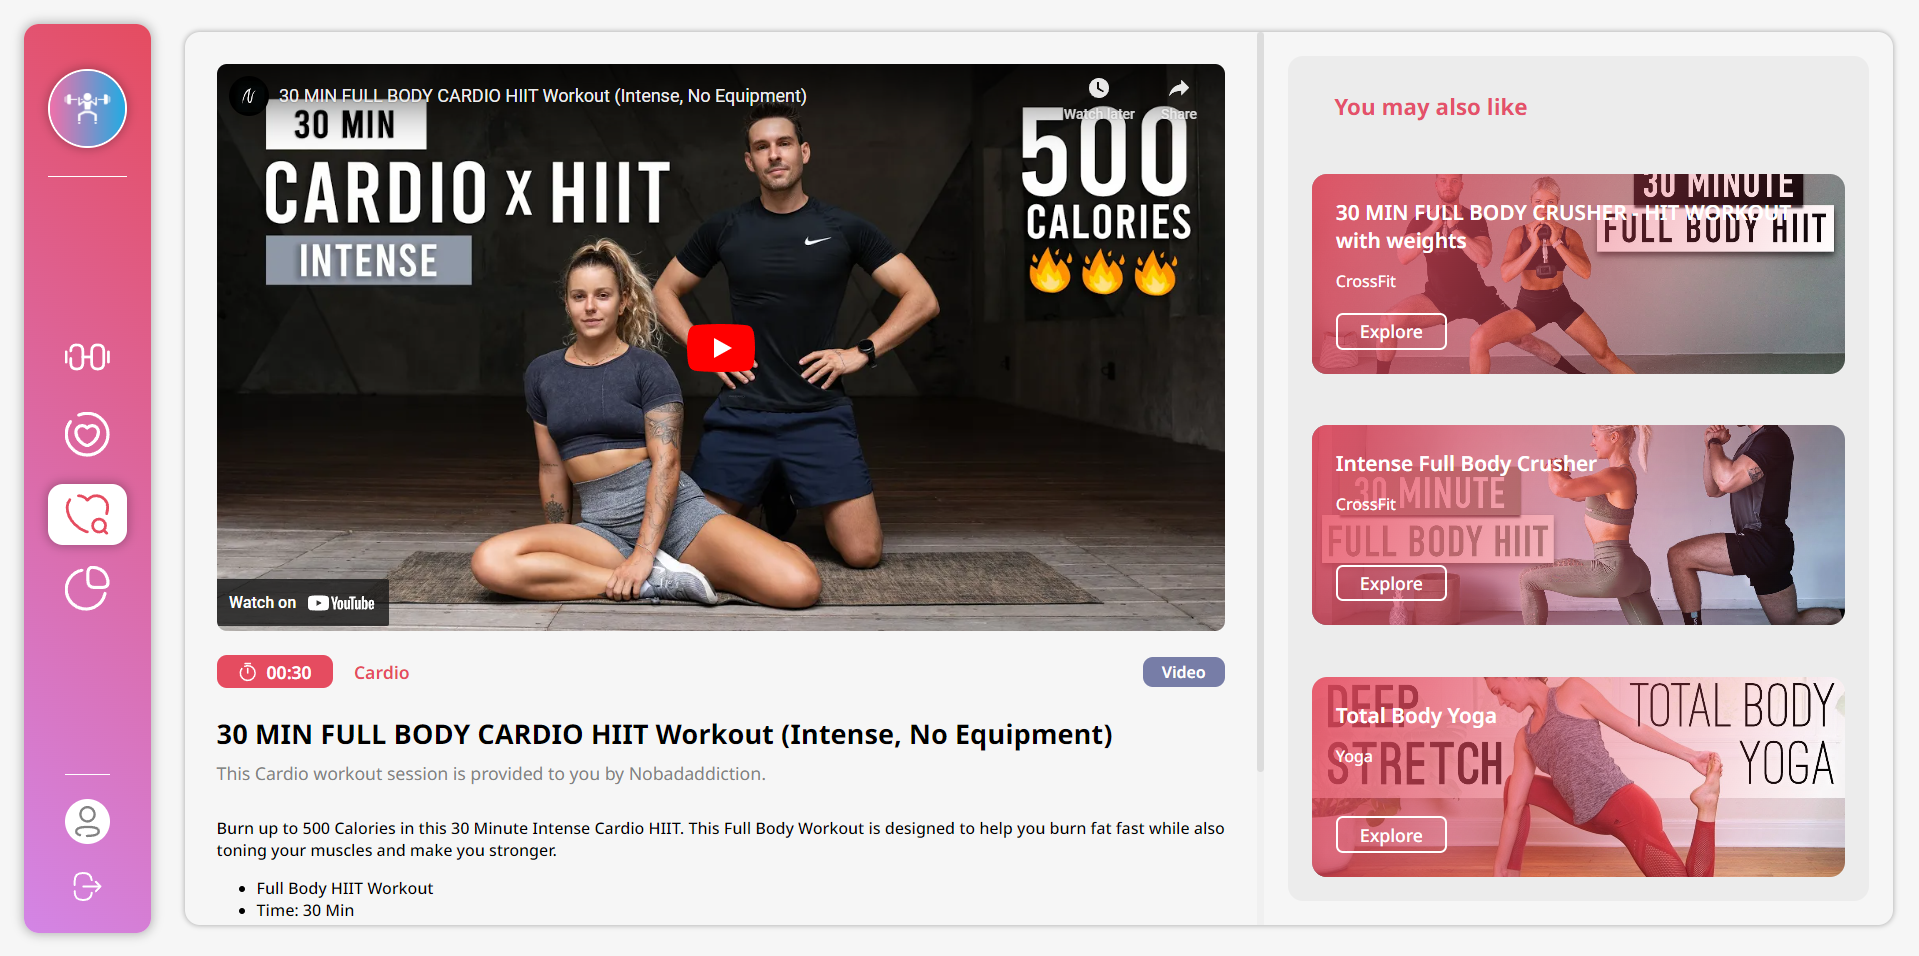 30 MIN FULL BODY CARDIO HIIT Workout (Intense, No Equipment)
Watch later
Share
30 MIN
CARDIO X HIIT
INTENSE
500
CALORIES
Watch on YouTube
00:30
Cardio
Video
30 MIN FULL BODY CARDIO HIIT Workout (Intense, No Equipment)
This Cardio workout session is provided to you by Nobadaddiction.
Burn up to 500 Calories in this 30 Minute Intense Cardio HIIT. This Full Body Workout is designed to help you burn fat fast while also
toning your muscles and make you stronger.
Full Body HIIT Workout
Time: 30 Min
You may also like
30 MINUTE
FULL BODY HIIT
30 MIN FULL BODY CRUSHER - HIT WORKOUT
with weights
CrossFit
Explore
Intense Full Body Crusher
30 MINUTE
CrossFit
FULL BODY HIIT
Explore
DEEP
STRETCH
TOTAL BODY
YOGA
Total Body Yoga
Yoga
Explore